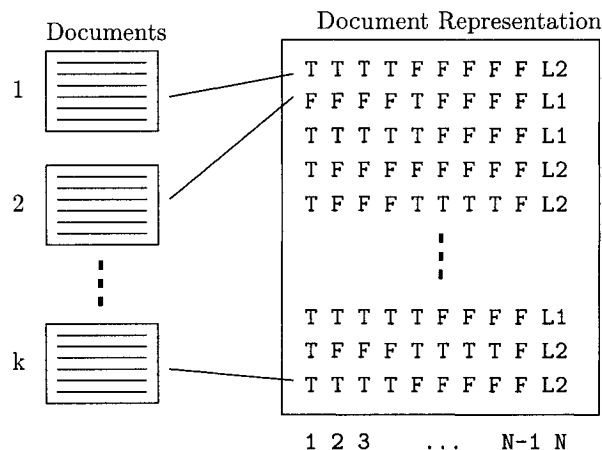 Document Representation
Documents
1
2
k
T T T T F F F F F L2
F F F F T F F F F L1
T T T T T F F F F L1
T F F F F F F F F L2
T F F F T T T T F L2
T T T T T F F F F L1
T F F F T T T T F L2
T T T T F F F F F L2
1 2 3 ... N-1 N